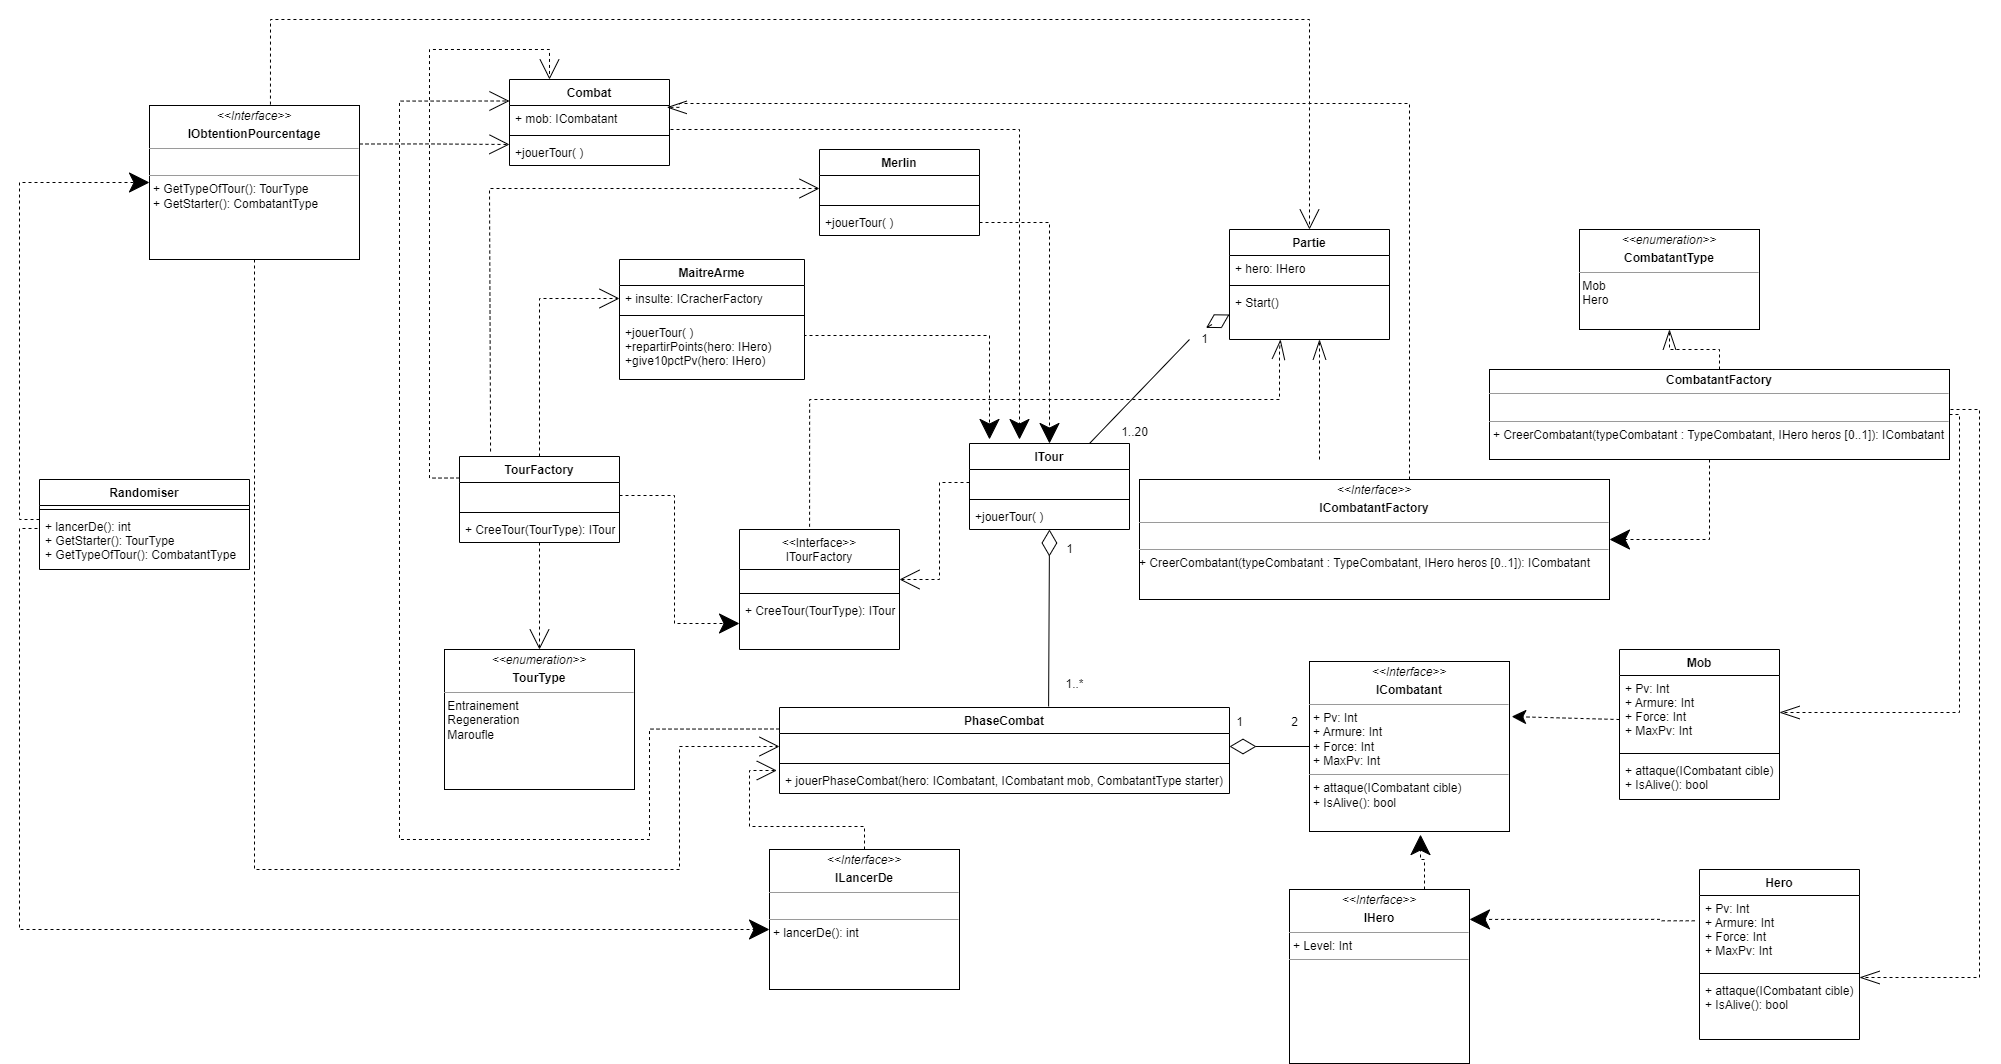 Combat
+ mob: ICombatant
+jouerTour( )
<<Interface>>
IObtentionPourcentage
+ GetTypeOfTour(): TourType
+ GetStarter(): CombatantType
Merlin
+jouerTour( )
Partie
+ hero: IHero
+ Start()
<<enumeration>>
CombatantType
Mob
Hero
MaitreArme
+ insulte: ICracherFactory
+jouerTour( )
+repartirPoints(hero: IHero)
+give10pctPv(hero: IHero)
1
1..20
CombatantFactory
+ CreerCombatant(typeCombatant : TypeCombatant, IHero heros [0..1]): ICombatant
TourFactory
+ CreeTour(TourType): ITour
ITour
+jouerTour( )
1
<<Interface>>
ICombatantFactory
+ CreerCombatant(typeCombatant : TypeCombatant, IHero heros [0..1]): ICombatant
Randomiser
+ lancerDe(): int
+ GetStarter(): TourType
+ GetTypeOfTour(): CombatantType
<<Interface>>
ITourFactory
+ CreeTour(TourType): ITour
<<enumeration>>
TourType
Entrainement
Regeneration
Maroufle
1..*
PhaseCombat
+ jouerPhaseCombat(hero: ICombatant, ICombatant mob, CombatantType starter)
1
2
<<Interface>>
ICombatant
+ Pv: Int
+ Armure: Int
+ Force: Int
+ MaxPv: Int
+ attaque(ICombatant cible)
+ IsAlive(): bool
Mob
+ Pv: Int
+ Armure: Int
+ Force: Int
+ MaxPv: Int
+ attaque(ICombatant cible)
+ IsAlive(): bool
<<Interface>>
ILancerDe
+ lancerDe(): int
<<Interface>>
IHero
+ Level: Int
Hero
+ Pv: Int
+ Armure: Int
+ Force: Int
+ MaxPv: Int
+ attaque(ICombatant cible)
+ IsAlive(): bool